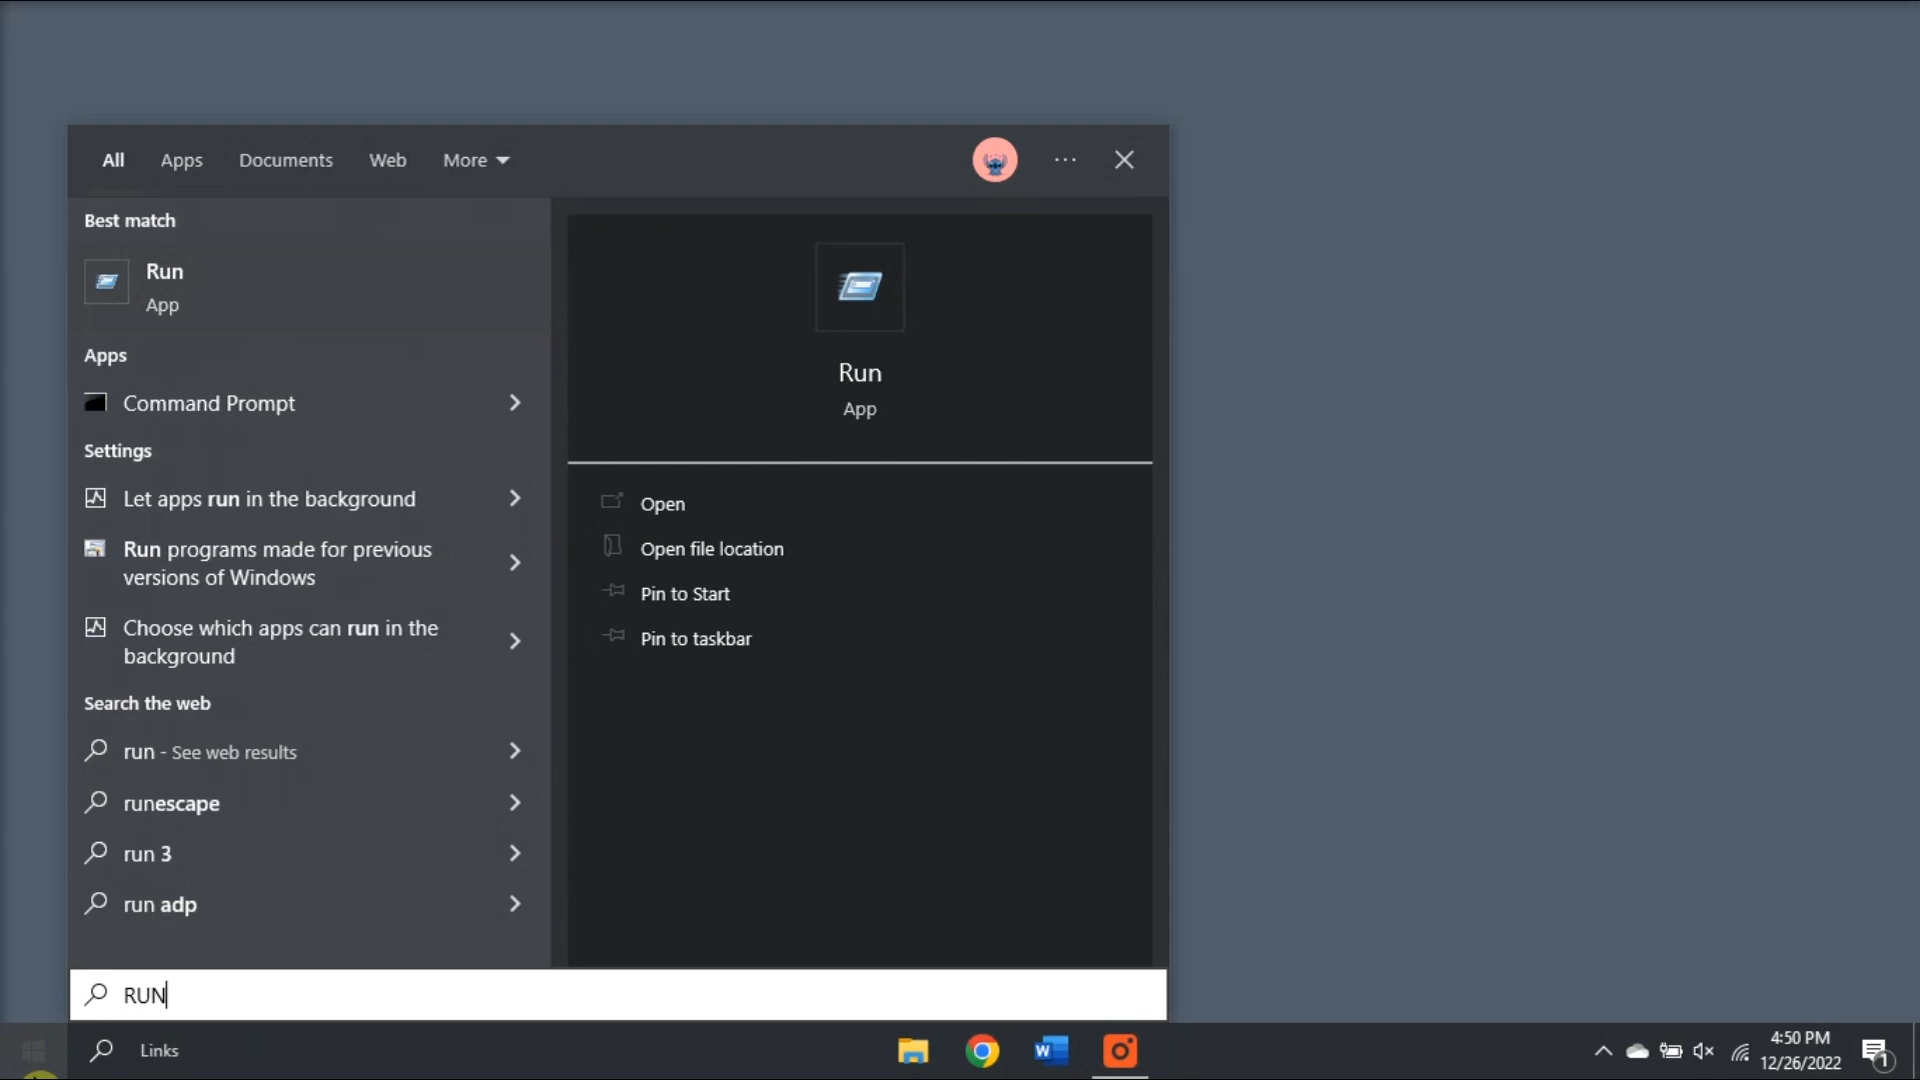 All Apps Documents Web More
Best match
Run
App
Apps
Command Prompt
Settings
Let apps run in the background
Run programs made for previous
versions of Windows
Choose which apps can run in the
background
Search the web
run - See web results
runescape
run 3
run adp
Run
App
Open
Open file location
Pin to Start
Pin to taskbar
RUN
Links
W
4:50 PM
12/26/2022
1